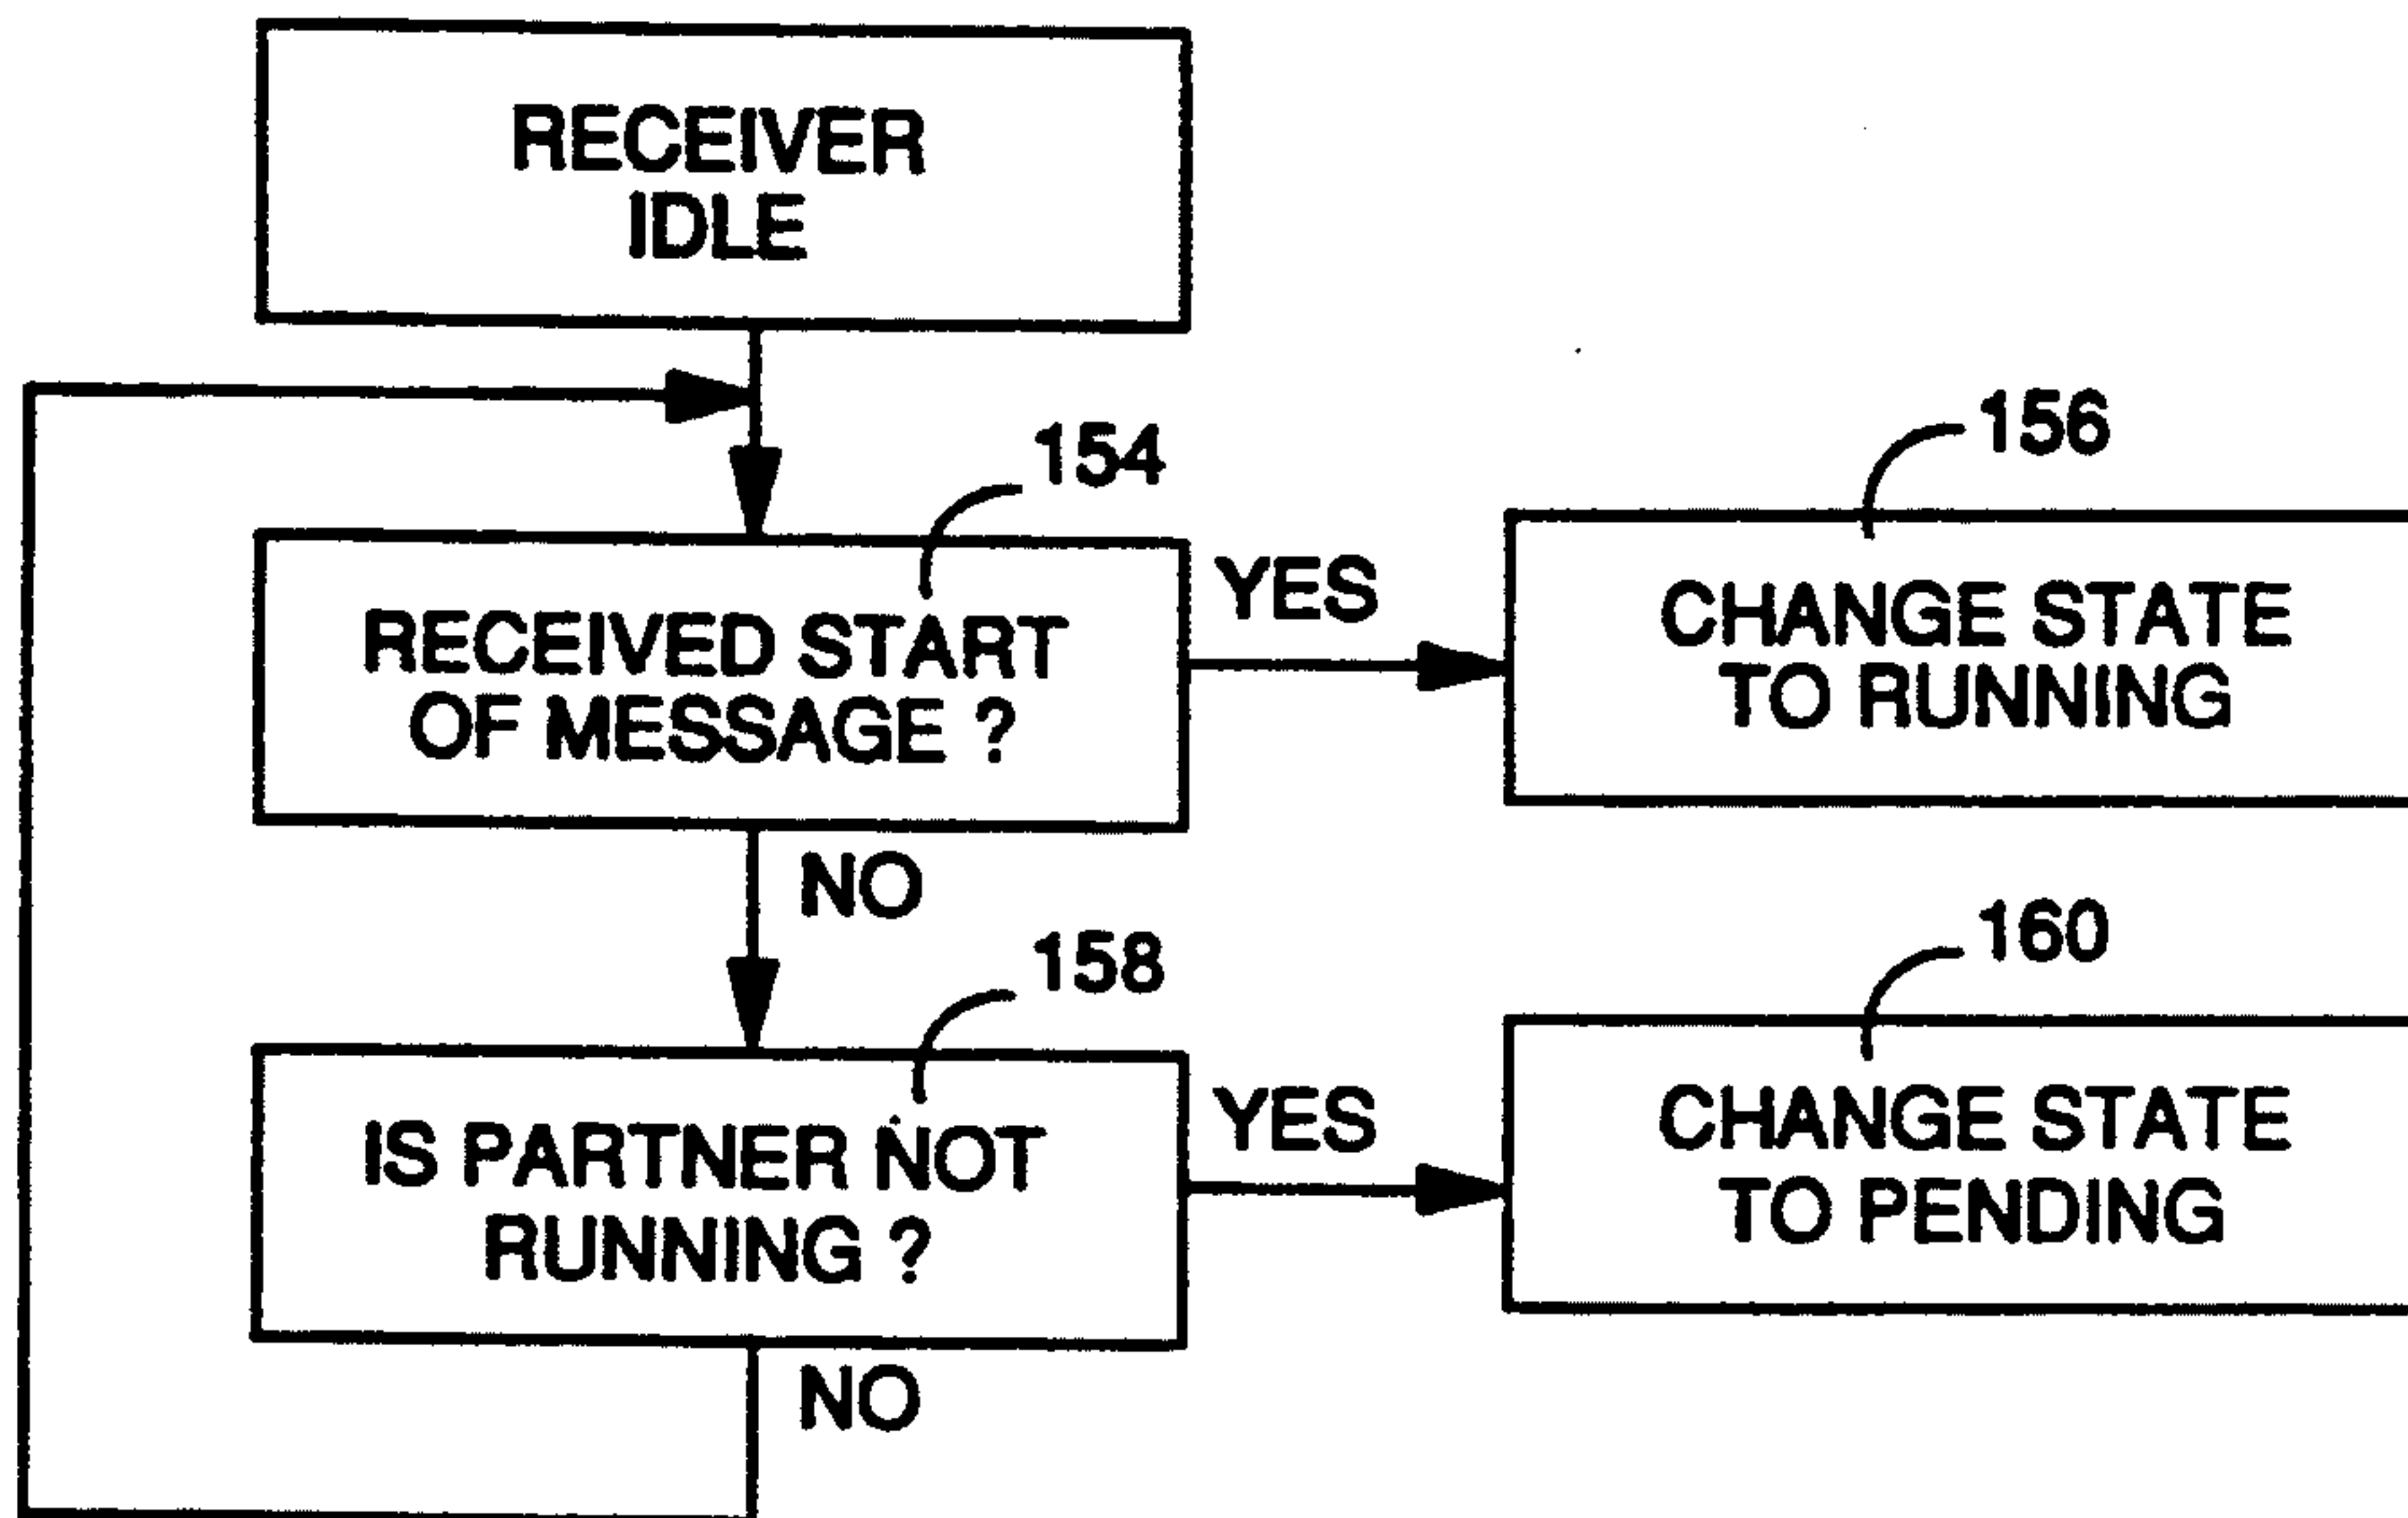 RECEIVER
IDLE
154
156
RECEIVED START
OF MESSAGE ?
YES
CHANGE STATE
TO RUNNING
NO
158
160
IS PARTNER NOT
RUNNING ?
YES
CHANGE STATE
TO PENDING
NO